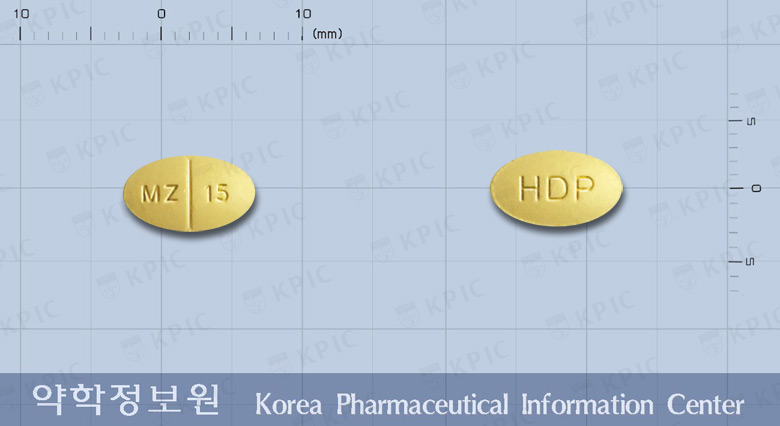 10 0 10
(mm)
MZ 15
HDP
5
0
5
KPIC
약학정보원 Korea Pharmaceutical Information Center